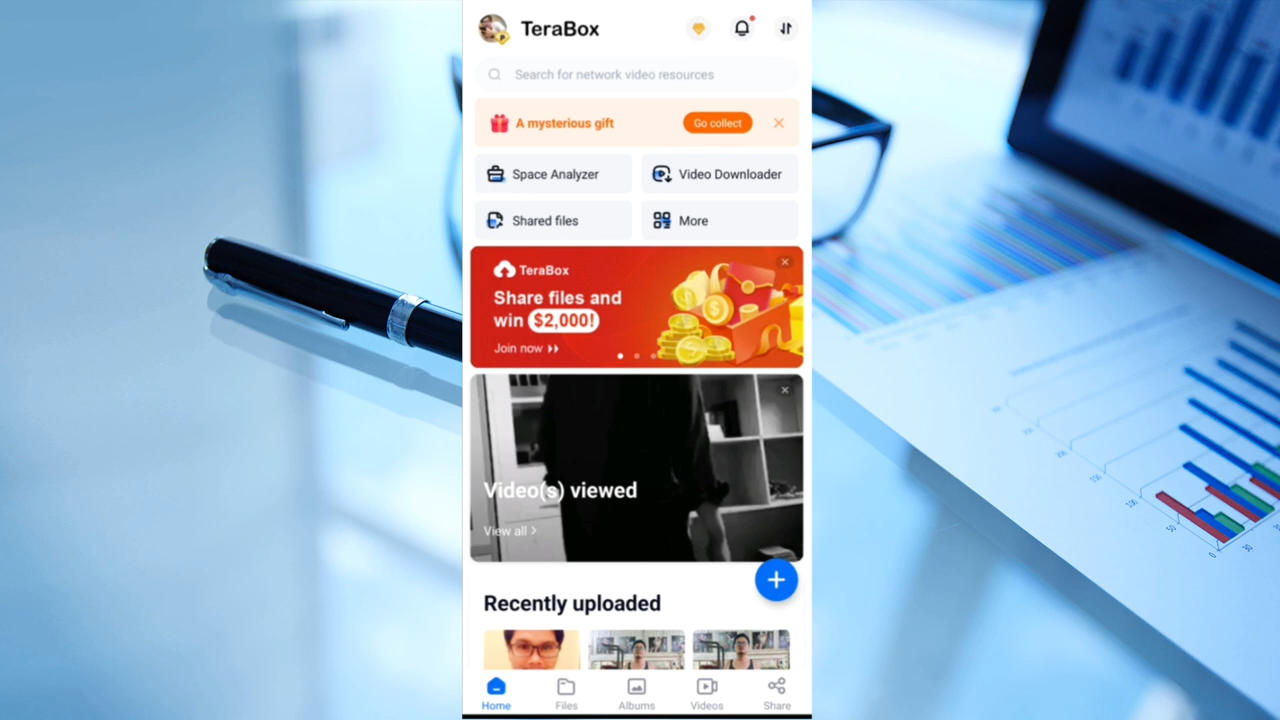 TeraBox
Search for network video resources
A mysterious gift
Go collect
Space Analyzer
Video Downloader
Shared files
More
TeraBox
Share files and
win $2,000!
Join now
Video(s) viewed
View all >
Recently uploaded
Home
Files
Albums
Videos
Share